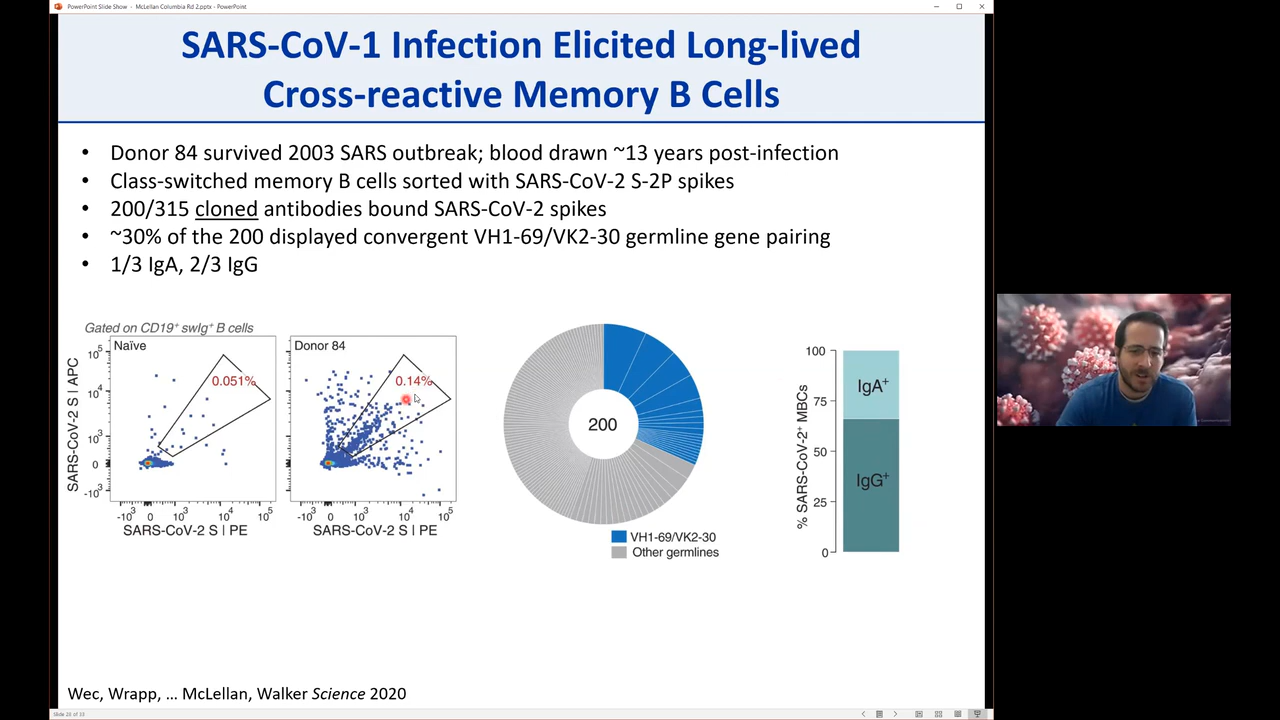 PowerPoint Slide Show - McLellan Columbia Rd 2.pptx - PowerPoint
SARS-CoV-1 Infection Elicited Long-lived
Cross-reactive Memory B Cells
• Donor 84 survived 2003 SARS outbreak; blood drawn ~13 years post-infection
• Class-switched memory B cells sorted with SARS-CoV-2 S-2P spikes
• 200/315 cloned antibodies bound SARS-CoV-2 spikes
• ~30% of the 200 displayed convergent VH1-69/VK2-30 germline gene pairing
• 1/3 IgA, 2/3 IgG
Gated on CD19⁺ swIg⁺ B cells
SARS-CoV-2 S | APC
10⁵
10⁴
10³
0
-10³
Naïve
0.051%
-10³ 0 10³ 10⁴ 10⁵
SARS-CoV-2 S | PE
Donor 84
0.14%
-10³ 0 10³ 10⁴ 10⁵
SARS-CoV-2 S | PE
200
VH1-69/VK2-30
Other germlines
% SARS-CoV-2⁺ MBCs
100
75
50
25
0
IgA⁺
IgG⁺
Wec, Wrapp, … McLellan, Walker Science 2020